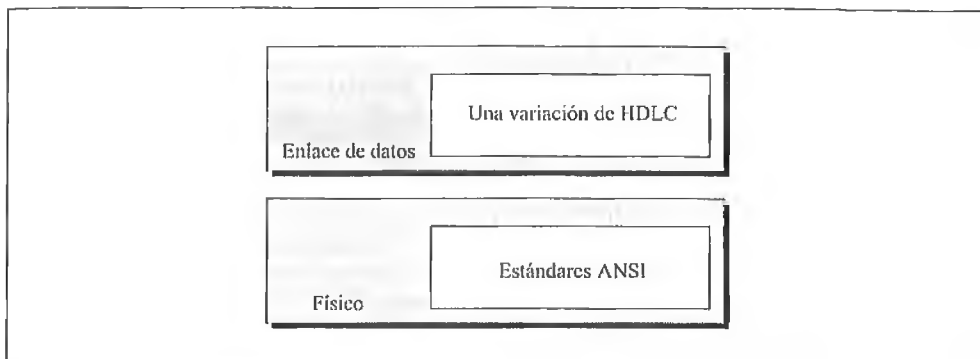 Una variación de HDLC
Enlace de datos
Estándares ANSI
Físico